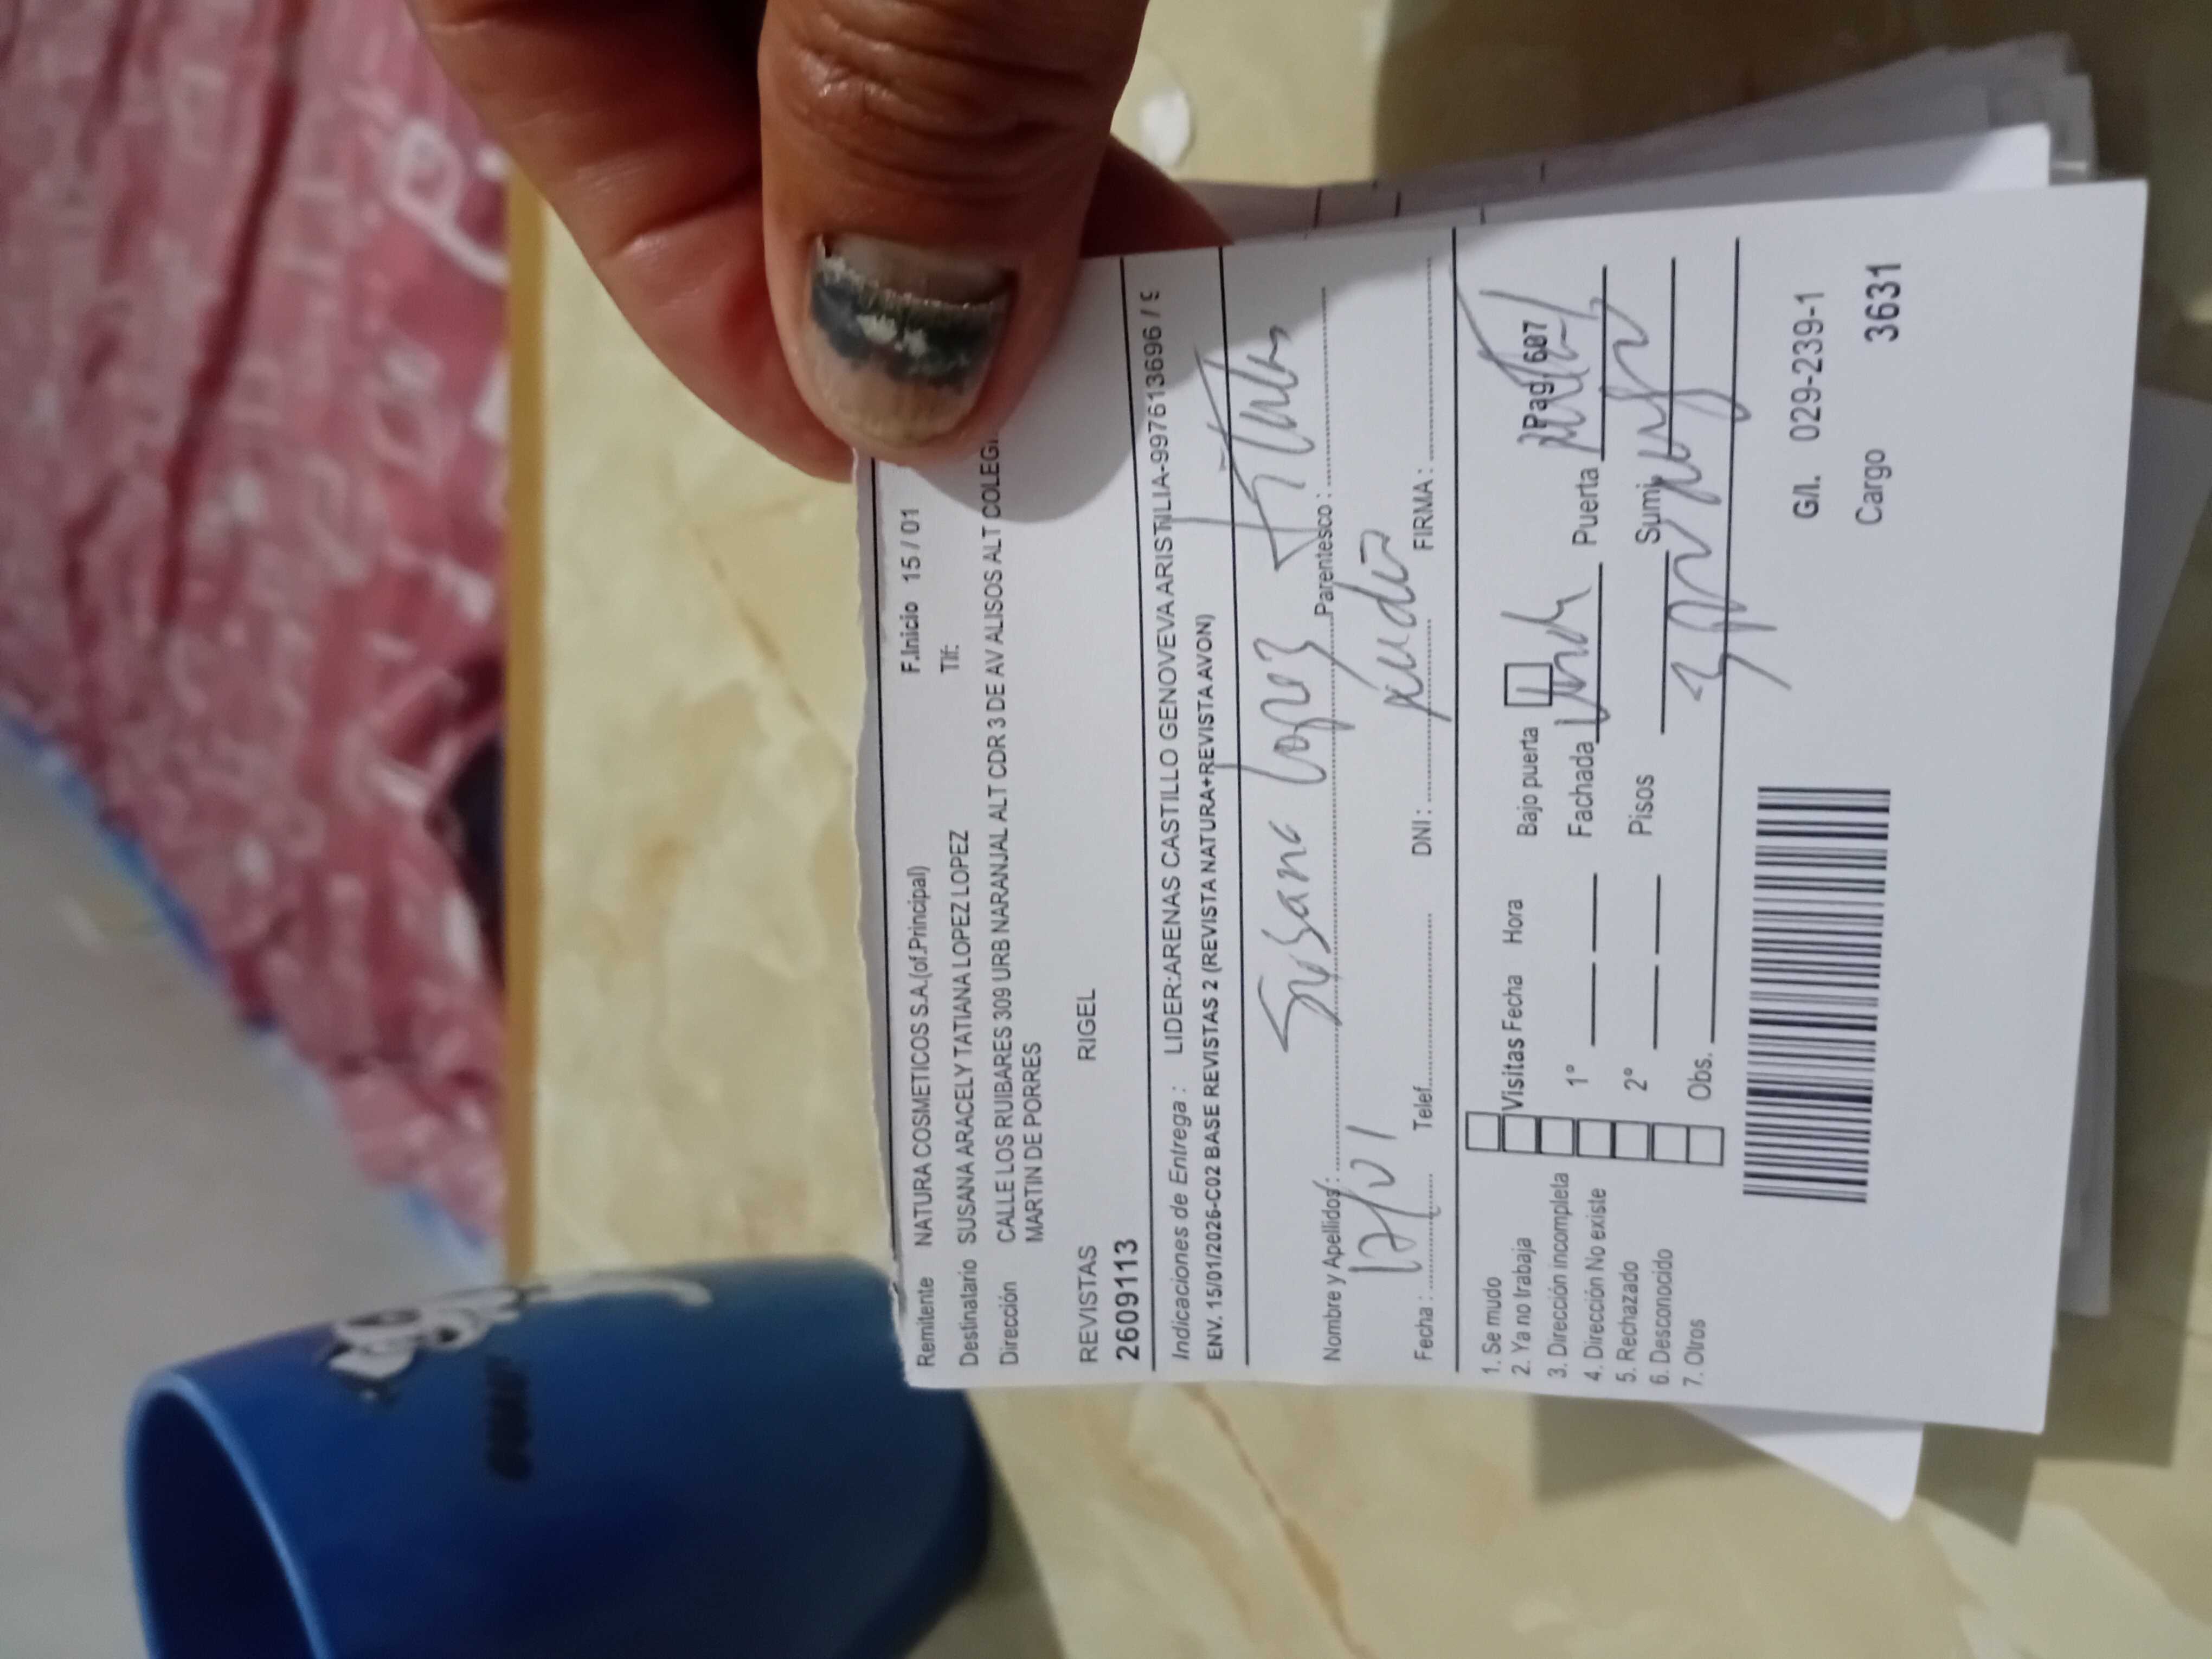 Remitente NATURA COSMETICOS S.A.(of.Principal) F.Inicio 15 / 01
Destinatario SUSANA ARACELY TATIANA LOPEZ LOPEZ Tlf:
Dirección CALLE LOS RUIBARES 309 URB NARANJAL ALT CDR 3 DE AV ALISOS ALT COLEGI
MARTIN DE PORRES
REVISTAS RIGEL
2609113
Indicaciones de Entrega : LIDER:ARENAS CASTILLO GENOVEVA ARISTILIA-997613696 / 9
ENV. 15/01/2026-C02 BASE REVISTAS 2 (REVISTA NATURA+REVISTA AVON)
Susana Lopez
Nombre y Apellidos : Parentesco :
17/01
Fecha : Telef. DNI : FIRMA :
1. Se mudo Visitas Fecha Hora Bajo puerta Pag. 607
2. Ya no trabaja
3. Dirección incompleta 1° Fachada Puerta
4. Dirección No existe
5. Rechazado 2° Pisos Sumi.
6. Desconocido
7. Otros Obs.
G/I. 029-239-1
Cargo 3631